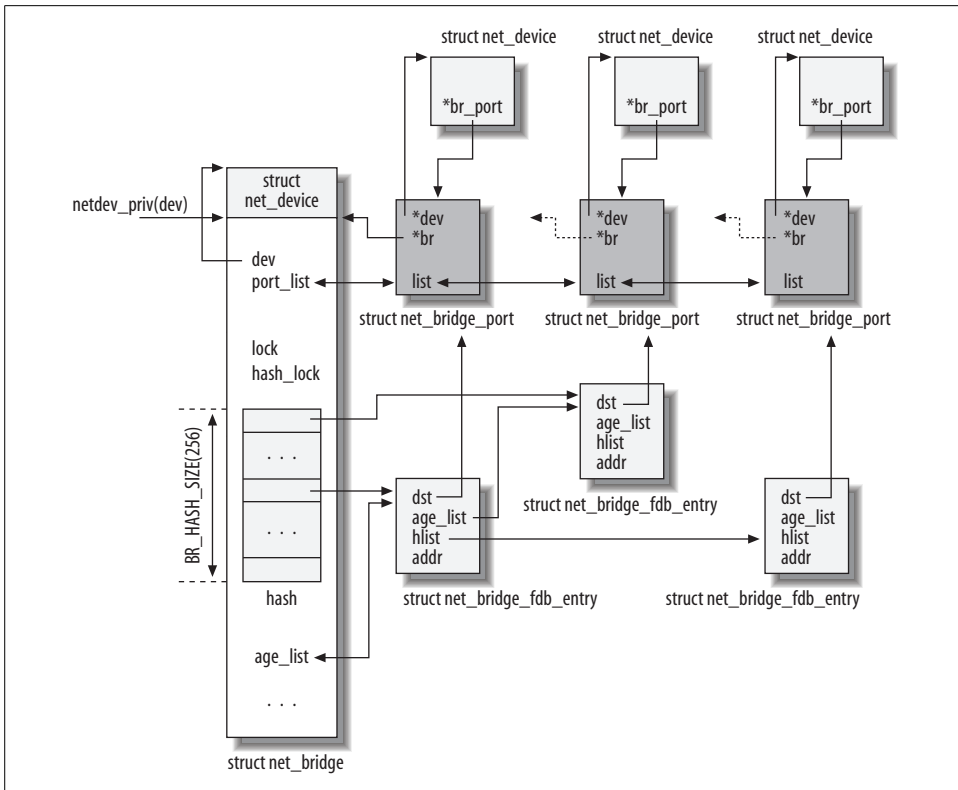 struct net_device
struct net_device
struct net_device
*br_port
*br_port
*br_port
struct
net_device
netdev_priv(dev)
*dev
*br
list
*dev
*br
list
*dev
*br
list
dev
port_list
struct net_bridge_port
struct net_bridge_port
struct net_bridge_port
lock
hash_lock
BR_HASH_SIZE(256)
. . .
. . .
hash
dst
age_list
hlist
addr
struct net_bridge_fdb_entry
dst
age_list
hlist
addr
struct net_bridge_fdb_entry
dst
age_list
hlist
addr
struct net_bridge_fdb_entry
age_list
. . .
struct net_bridge